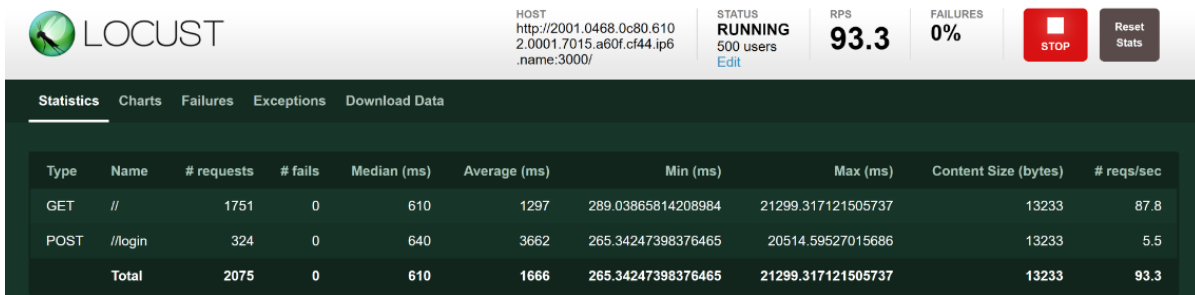 LOCUST
HOST
http://2001.0468.0c80.610
2.0001.7015.a60f.cf44.ip6
.name:3000/
STATUS
RUNNING
500 users
Edit
RPS
93.3
FAILURES
0%
STOP
Reset
Stats
Statistics Charts Failures Exceptions Download Data
Type Name # requests # fails Median (ms) Average (ms) Min (ms) Max (ms) Content Size (bytes) # reqs/sec
GET // 1751 0 610 1297 289.03865814208984 21299.317121505737 13233 87.8
POST //login 324 0 640 3662 265.34247398376465 20514.59527015686 13233 5.5
Total 2075 0 610 1666 265.34247398376465 21299.317121505737 13233 93.3